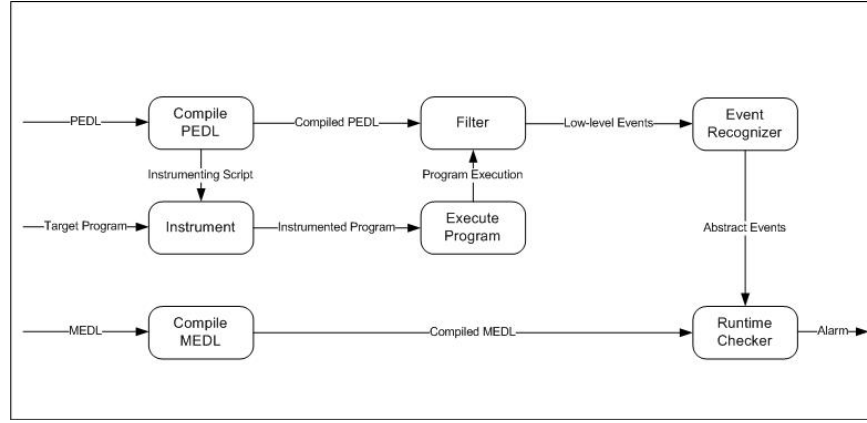 PEDL
Compile
PEDL
Compiled PEDL
Filter
Low-level Events
Event
Recognizer
Instrumenting Script
Program Execution
Target Program
Instrument
Instrumented Program
Execute
Program
Abstract Events
MEDL
Compile
MEDL
Compiled MEDL
Runtime
Checker
Alarm